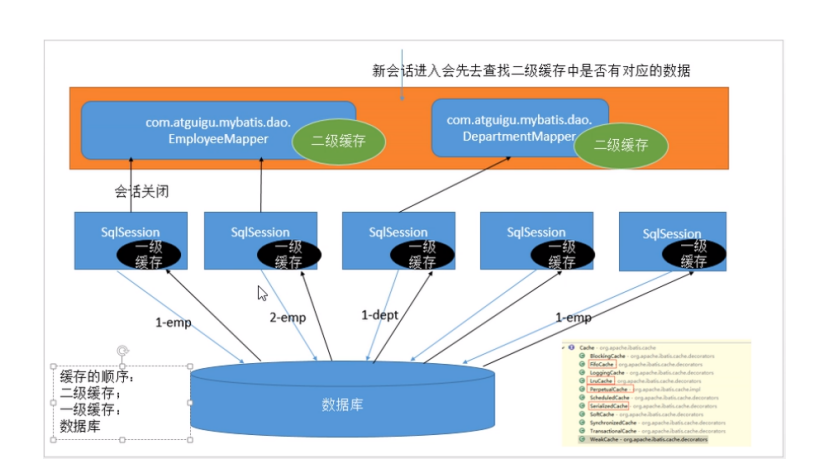 新会话进入会先去查找二级缓存中是否有对应的数据
com.atguigu.mybatis.dao.
EmployeeMapper
二级缓存
com.atguigu.mybatis.dao.
DepartmentMapper
二级缓存
会话关闭
SqlSession
一级
缓存
SqlSession
一级
缓存
SqlSession
一级
缓存
SqlSession
一级
缓存
SqlSession
一级
缓存
1-emp
2-emp
1-dept
1-emp
缓存的顺序:
二级缓存;
一级缓存;
数据库
数据库
Cache - org.apache.ibatis.cache
BlockingCache - org.apache.ibatis.cache.decorators
FifoCache - org.apache.ibatis.cache.decorators
LoggingCache - org.apache.ibatis.cache.decorators
LruCache - org.apache.ibatis.cache.decorators
PerpetualCache - org.apache.ibatis.cache.impl
ScheduledCache - org.apache.ibatis.cache.decorators
SerializedCache - org.apache.ibatis.cache.decorators
SoftCache - org.apache.ibatis.cache.decorators
SynchronizedCache - org.apache.ibatis.cache.decorators
TransactionalCache - org.apache.ibatis.cache.decorators
WeakCache - org.apache.ibatis.cache.decorators